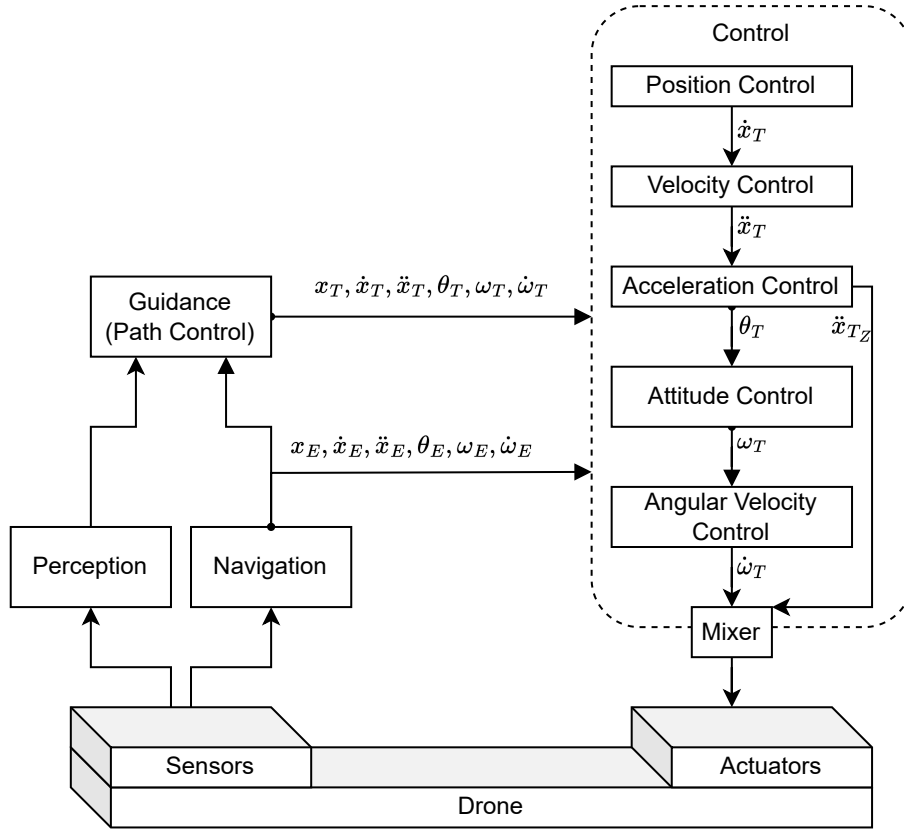 Control
Position Control
ẋ_T
Velocity Control
ẍ_T
Acceleration Control
θ_T
ẍ_{T_Z}
Attitude Control
ω_T
Angular Velocity
Control
ω̇_T
Mixer
Guidance
(Path Control)
x_T, ẋ_T, ẍ_T, θ_T, ω_T, ω̇_T
x_E, ẋ_E, ẍ_E, θ_E, ω_E, ω̇_E
Perception
Navigation
Sensors
Actuators
Drone